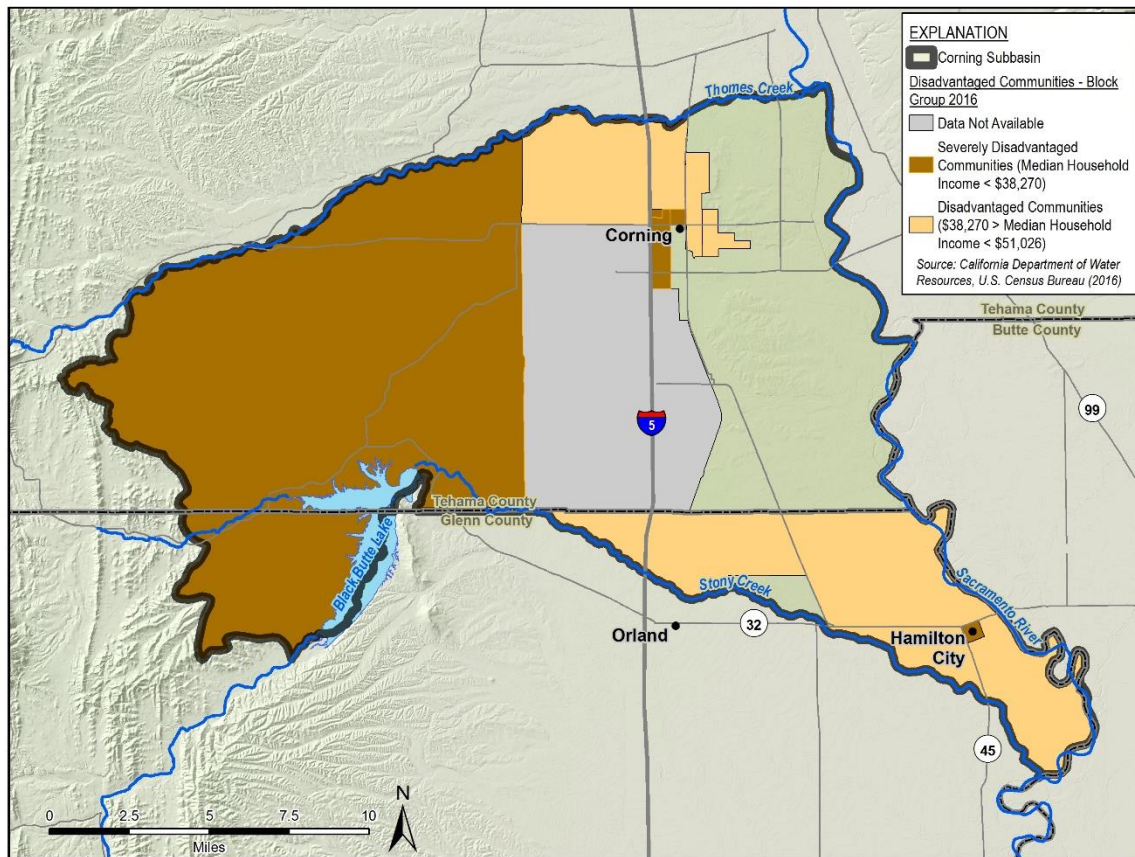 EXPLANATION
Corning Subbasin
Disadvantaged Communities - Block
Group 2016
Data Not Available
Severely Disadvantaged
Communities (Median Household
Income < $38,270)
Disadvantaged Communities
($38,270 > Median Household
Income < $51,026)
Source: California Department of Water
Resources, U.S. Census Bureau (2016)
Thomes Creek
Corning
Tehama County
Butte County
99
5
Tehama County
Glenn County
Black Butte Lake
Stony Creek
Sacramento River
Orland
32
Hamilton
City
45
N
0 2.5 5 10
Miles